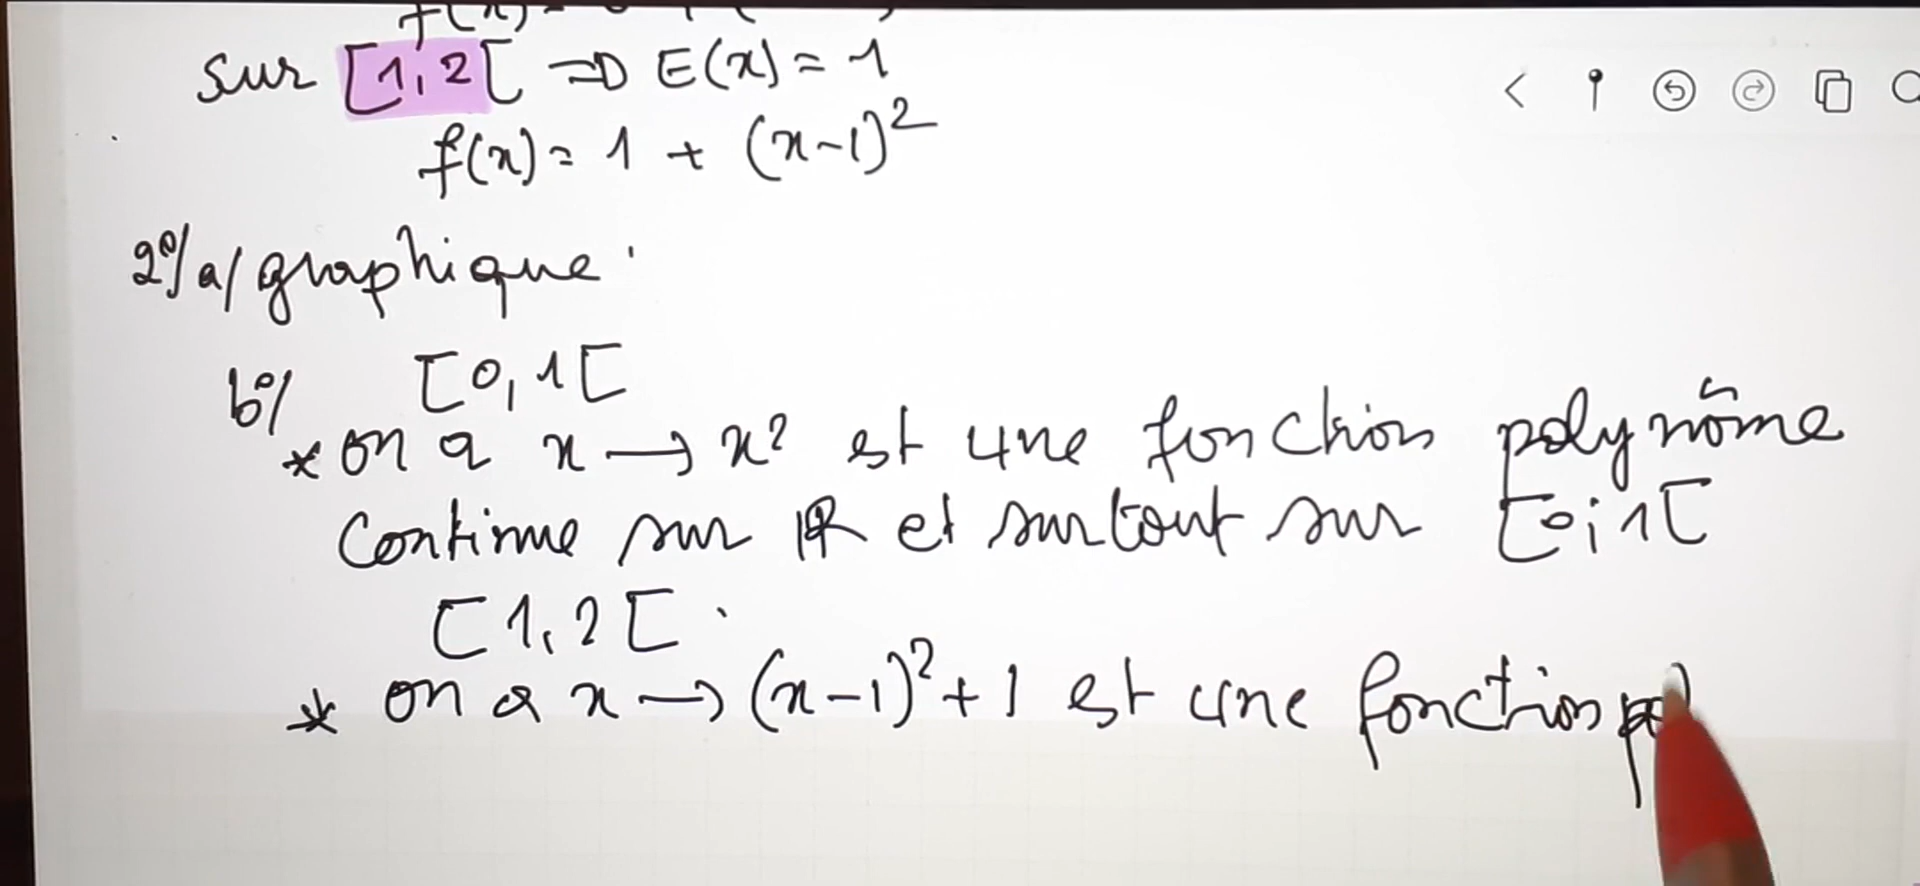 sur [1,2[ => E(x) = 1
f(x) = 1 + (x-1)²
2°/a/graphique.
b°/ [0,1[
* on a x → x² est une fonction polynôme
Continue sur ℝ et surtout sur [0;1[
[1,2[.
* on a x → (x-1)²+1 est une fonction